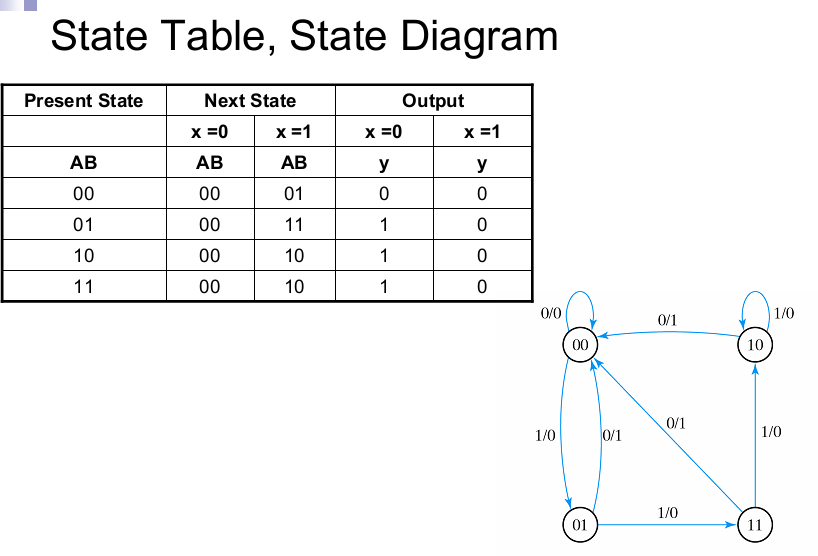 State Table, State Diagram
Present State Next State Output
x =0 x =1 x =0 x =1
AB AB AB y y
00 00 01 0 0
01 00 11 1 0
10 00 10 1 0
11 00 10 1 0
0/0 0/1 1/0
00 10
1/0 0/1 0/1 1/0
1/0
01 11